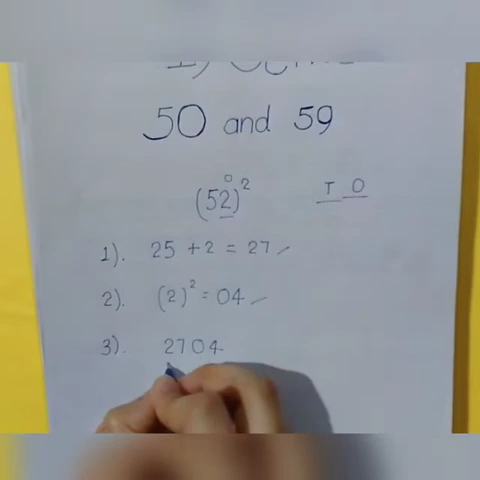 50 and 59
O
(52)² T O
1). 25 + 2 = 27
2). (2)² = 04
3). 2704